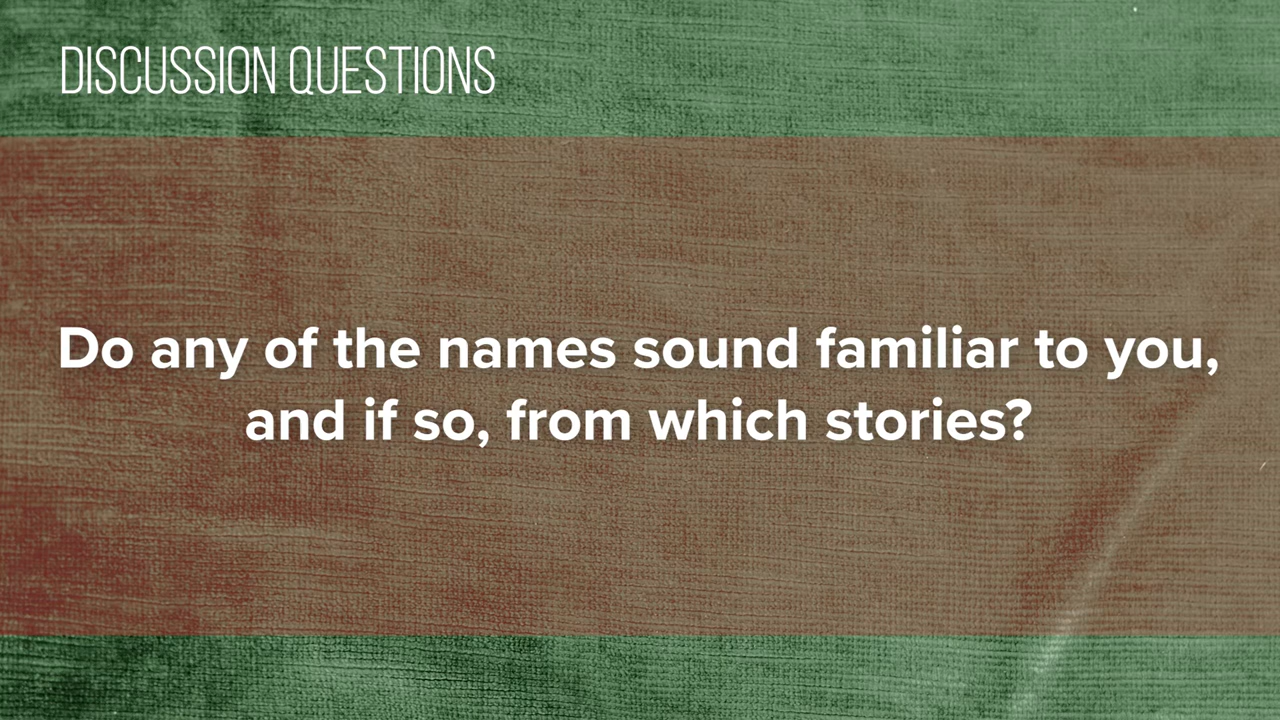 DISCUSSION QUESTIONS
Do any of the names sound familiar to you,
and if so, from which stories?